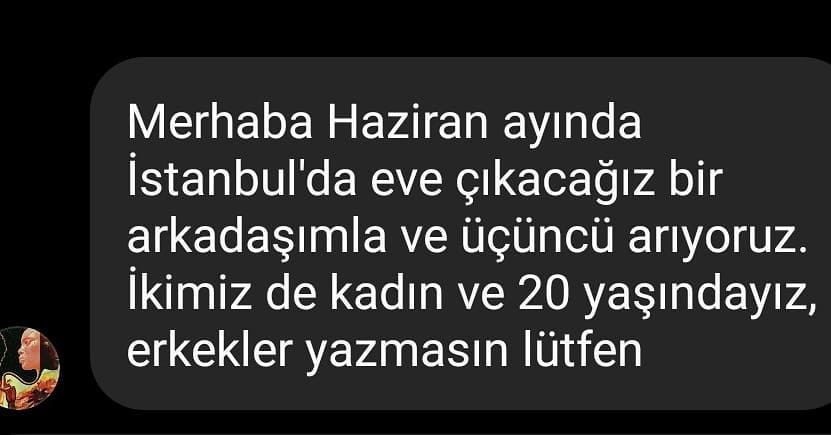 Merhaba Haziran ayında
İstanbul'da eve çıkacağız bir
arkadaşımla ve üçüncü arıyoruz.
İkimiz de kadın ve 20 yaşındayız,
erkekler yazmasın lütfen